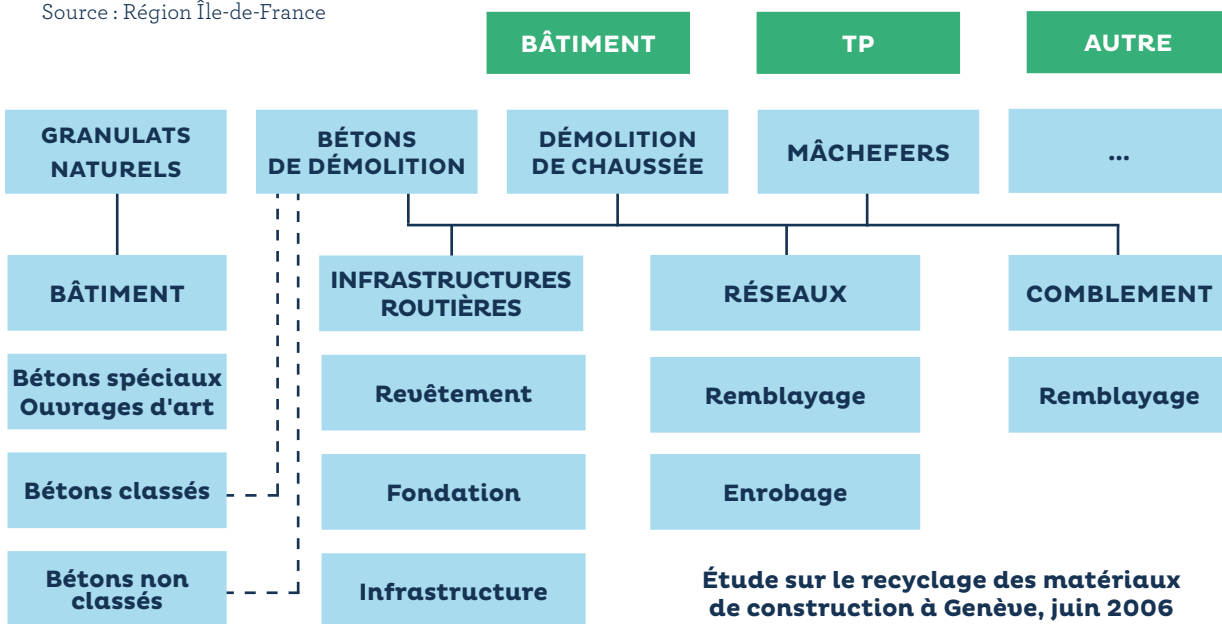 Source : Région Île-de-France
BÂTIMENT
TP
AUTRE
GRANULATS
NATURELS
BÉTONS
DE DÉMOLITION
DÉMOLITION
DE CHAUSSÉE
MÂCHEFERS
...
BÂTIMENT
INFRASTRUCTURES
ROUTIÈRES
RÉSEAUX
COMBLEMENT
Bétons spéciaux
Ouvrages d'art
Revêtement
Remblayage
Remblayage
Bétons classés
Fondation
Enrobage
Bétons non
classés
Infrastructure
Étude sur le recyclage des matériaux
de construction à Genève, juin 2006